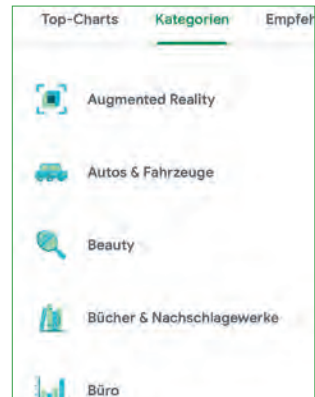 Top-Charts Kategorien
Augmented Reality
Autos & Fahrzeuge
Beauty
Bücher & Nachschlagewerke
Büro